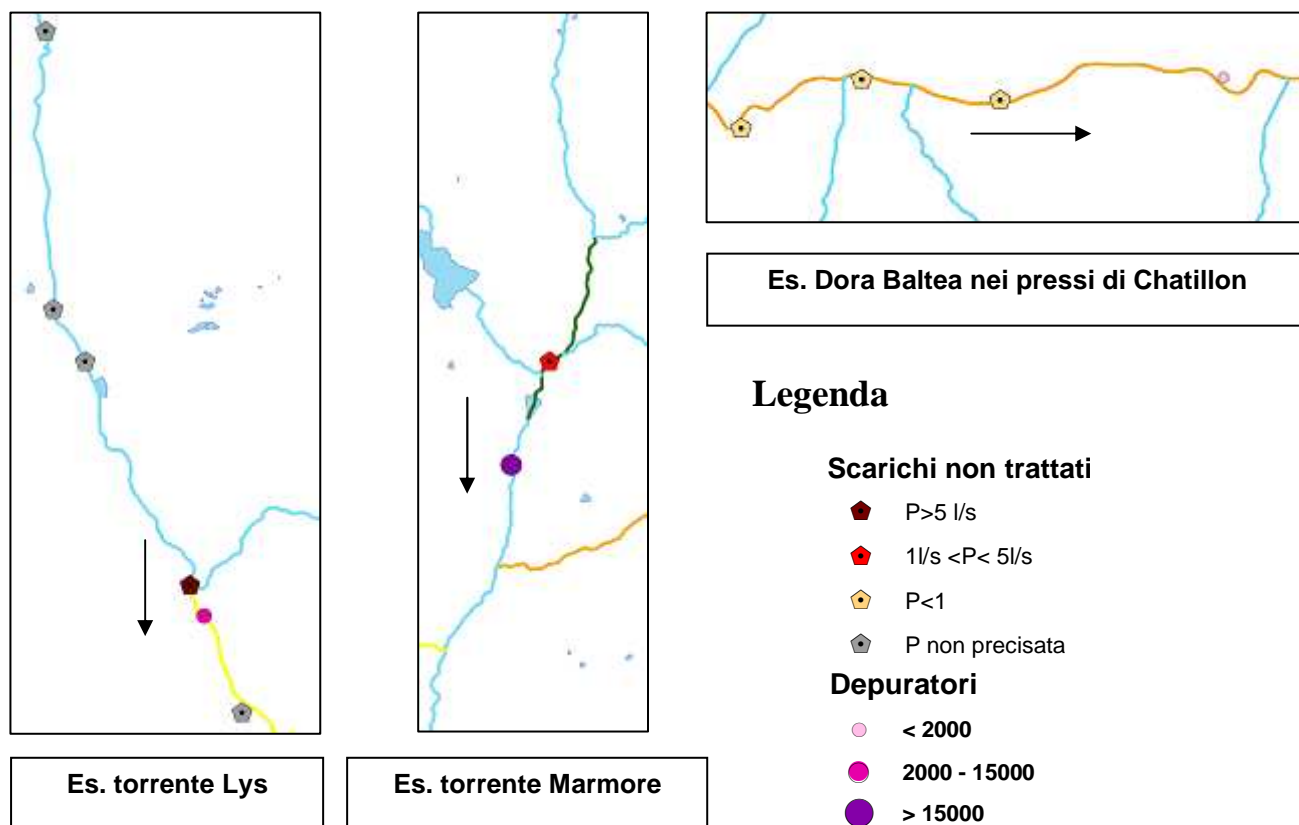 Es. torrente Lys
Es. torrente Marmore
Es. Dora Baltea nei pressi di Chatillon
Legenda
Scarichi non trattati
P>5 l/s
1l/s <P< 5l/s
P<1
P non precisata
Depuratori
< 2000
2000 - 15000
> 15000